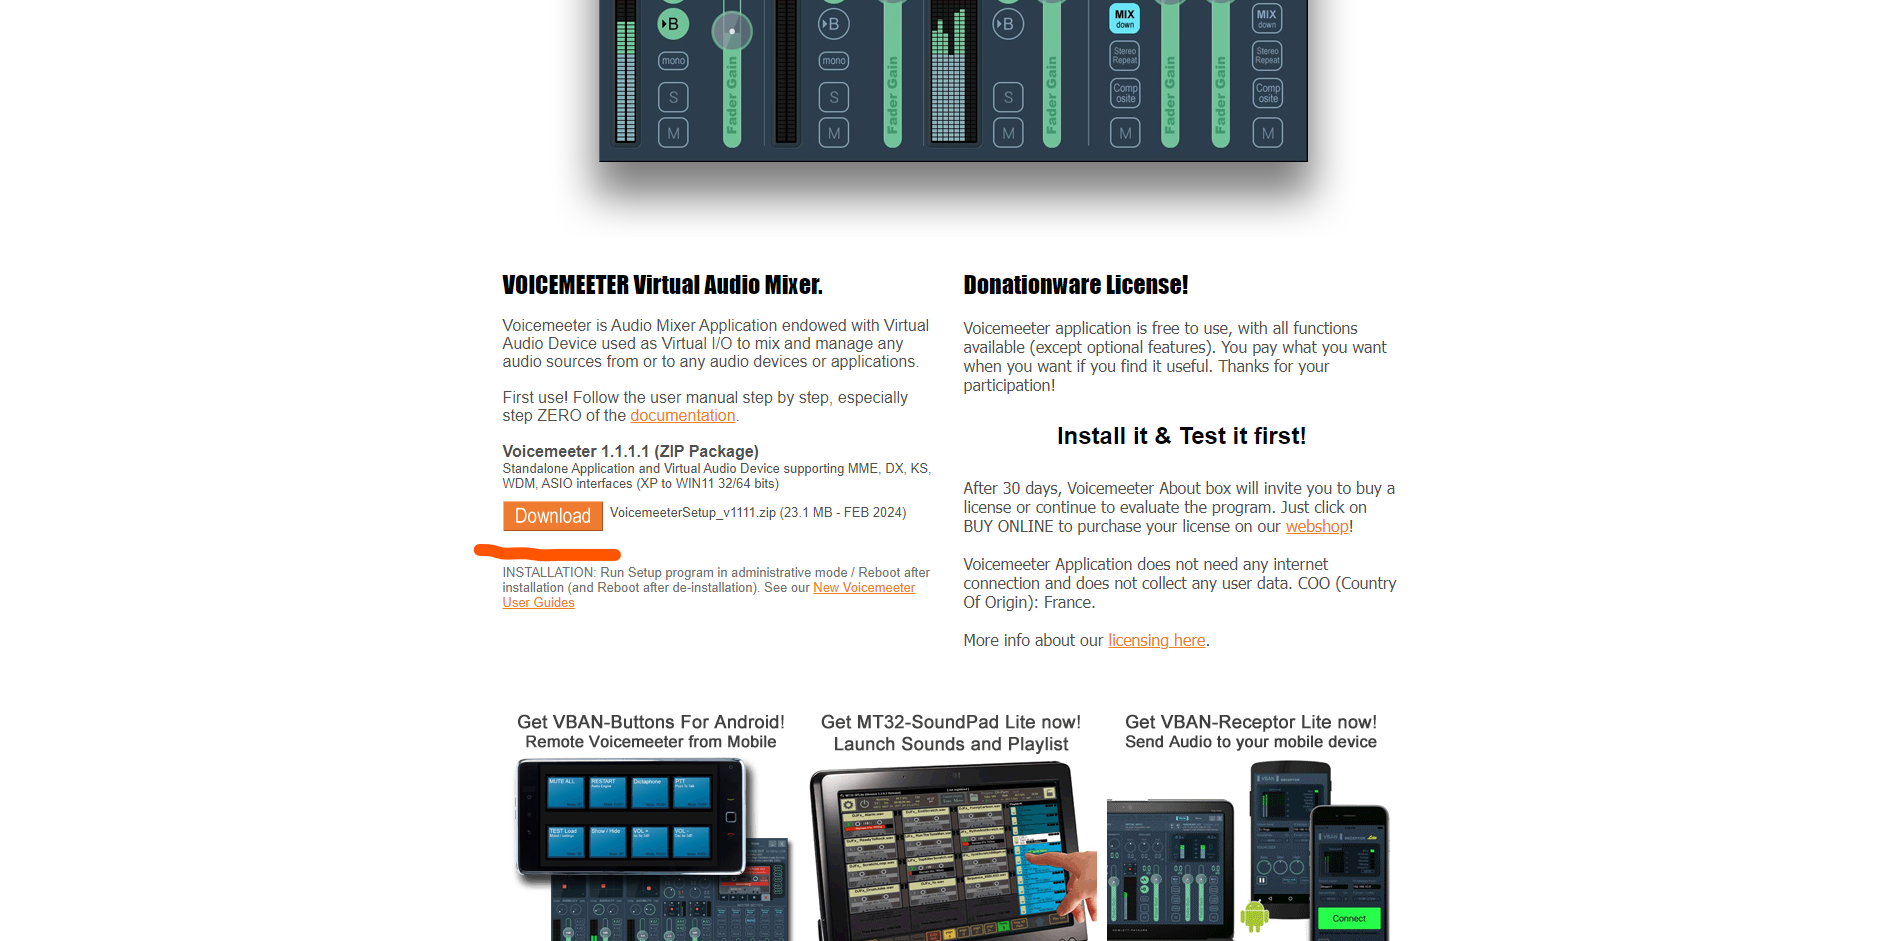 B
B
B
MIX
down
MIX
down
mono
mono
Stereo
Repeat
Stereo
Repeat
Fader Gain
Fader Gain
Fader Gain
Fader Gain
Fader Gain
S
S
S
Comp
osite
Comp
osite
M
M
M
M
M
VOICEMEETER Virtual Audio Mixer.
Voicemeeter is Audio Mixer Application endowed with Virtual
Audio Device used as Virtual I/O to mix and manage any
audio sources from or to any audio devices or applications.
First use! Follow the user manual step by step, especially
step ZERO of the documentation.
Voicemeeter 1.1.1.1 (ZIP Package)
Standalone Application and Virtual Audio Device supporting MME, DX, KS,
WDM, ASIO interfaces (XP to WIN11 32/64 bits)
Download VoicemeeterSetup_v1111.zip (23.1 MB - FEB 2024)
INSTALLATION: Run Setup program in administrative mode / Reboot after
installation (and Reboot after de-installation). See our New Voicemeeter
User Guides
Donationware License!
Voicemeeter application is free to use, with all functions
available (except optional features). You pay what you want
when you want if you find it useful. Thanks for your
participation!
Install it & Test it first!
After 30 days, Voicemeeter About box will invite you to buy a
license or continue to evaluate the program. Just click on
BUY ONLINE to purchase your license on our webshop!
Voicemeeter Application does not need any internet
connection and does not collect any user data. COO (Country
Of Origin): France.
More info about our licensing here.
Get VBAN-Buttons For Android!
Remote Voicemeeter from Mobile
MUTE ALL
RESTART
Audio Engine
Dictaphone
PTT
TEST Load
Show / Hide
VOL +
VOL -
Get MT32-SoundPad Lite now!
Launch Sounds and Playlist
Get VBAN-Receptor Lite now!
Send Audio to your mobile device
VBAN
RECEPTOR
VBAN
RECEPTOR
Connect